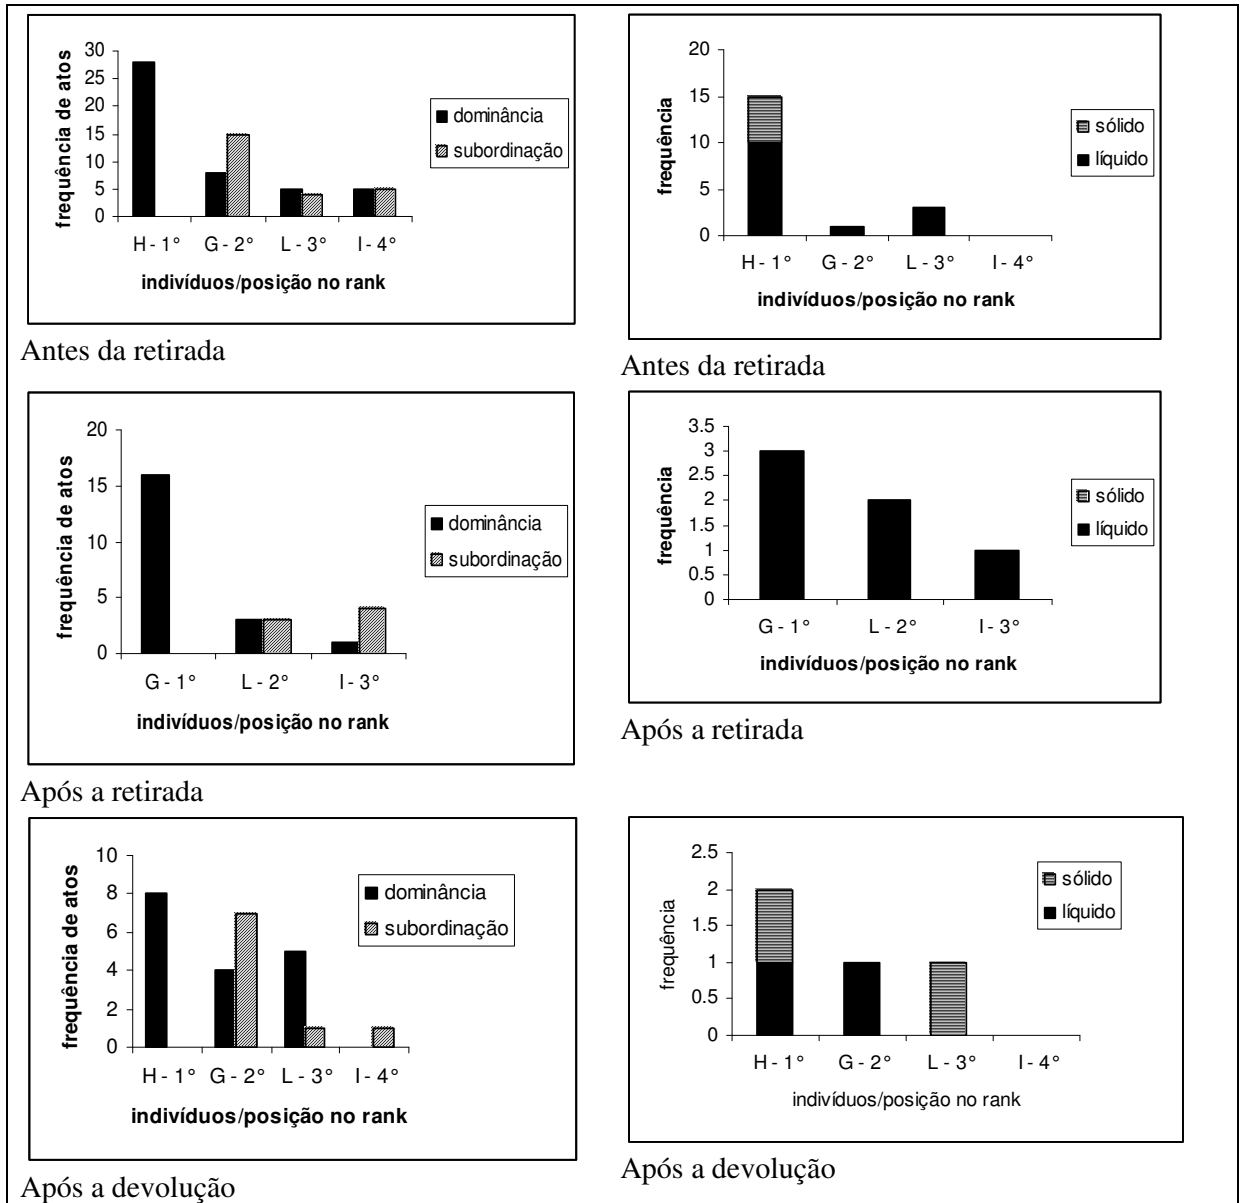 30
25
20
15
10
5
0
frequência de atos
H - 1° G - 2° L - 3° I - 4°
indivíduos/posição no rank
dominância
subordinação
Antes da retirada
20
15
10
5
0
frequência
H - 1° G - 2° L - 3° I - 4°
indivíduos/posição no rank
sólido
líquido
Antes da retirada
20
15
10
5
0
frequência de atos
G - 1° L - 2° I - 3°
indivíduos/posição no rank
dominância
subordinação
Após a retirada
3.5
3
2.5
2
1.5
1
0.5
0
frequência
G - 1° L - 2° I - 3°
indivíduos/posição no rank
sólido
líquido
Após a retirada
10
8
6
4
2
0
frequência de atos
H - 1° G - 2° L - 3° I - 4°
indivíduos/posição no rank
dominância
subordinação
Após a devolução
2.5
2
1.5
1
0.5
0
frequência
H - 1° G - 2° L - 3° I - 4°
indivíduos/posição no rank
sólido
líquido
Após a devolução